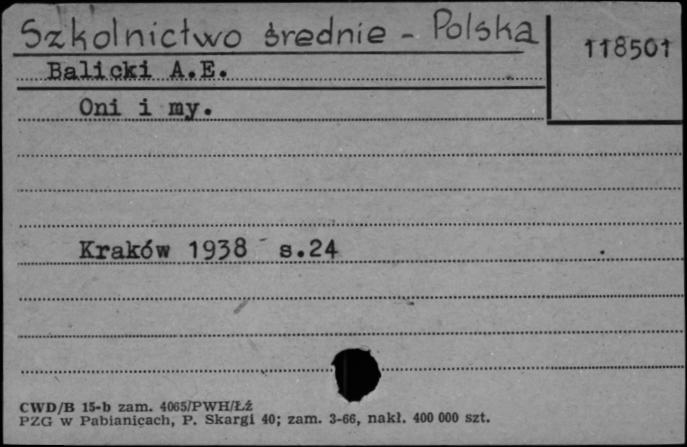 Szkolnictwo średnie - Polska
118501
Balicki A.E.
Oni i my.
Kraków 1938 s.24
CWD/B 15-b zam. 4065/PWH/Łź
PZG w Pabianicach, P. Skargi 40; zam. 3-66, nakł. 400 000 szt.